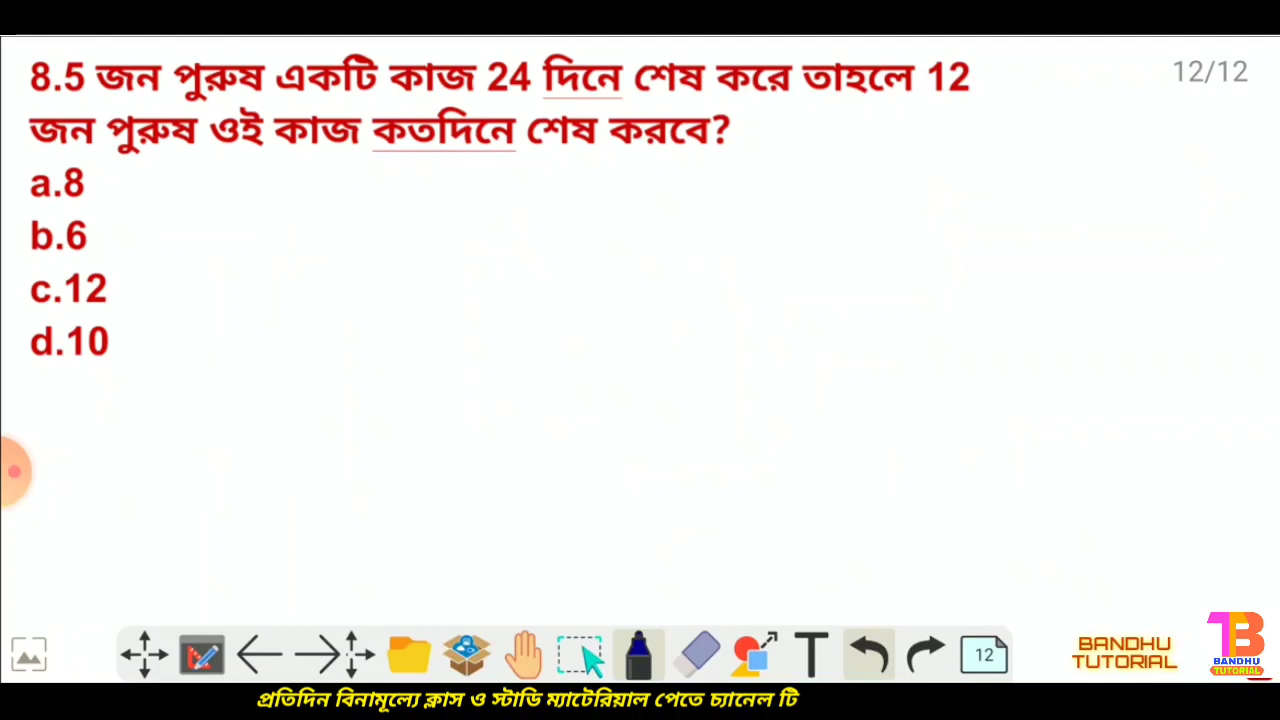 8.5 জন পুরুষ একটি কাজ 24 দিনে শেষ করে তাহলে 12
12/12
জন পুরুষ ওই কাজ কতদিনে শেষ করবে?
a.8
b.6
c.12
d.10
T
12
BANDHU
TUTORIAL
TB
BANDHU
TUTORIAL
প্রতিদিন বিনামূল্যে ক্লাস ও স্টাডি ম্যাটেরিয়াল পেতে চ্যানেল টি